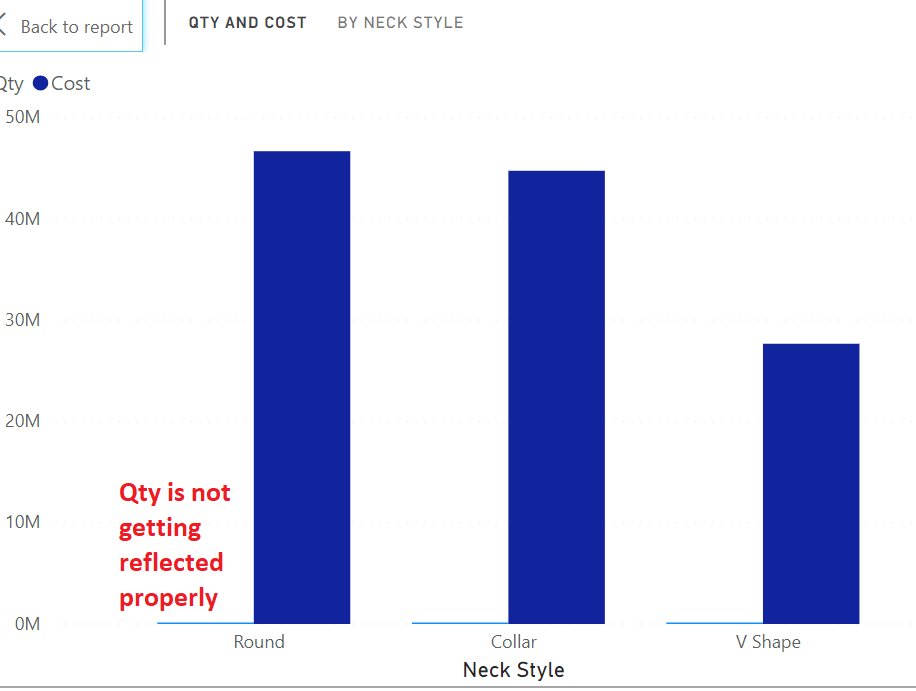 Back to report
QTY AND COST BY NECK STYLE
Qty Cost
50M
40M
30M
20M
10M
0M
Qty is not
getting
reflected
properly
Round Collar V Shape
Neck Style